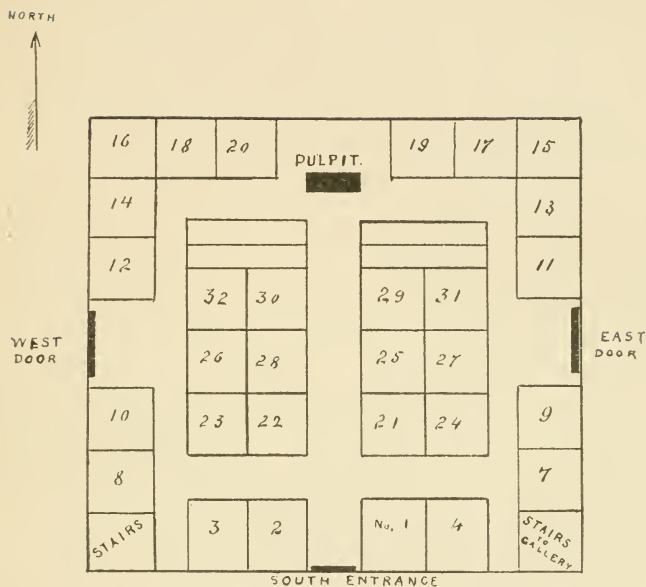 NORTH
16 18 20 19 17 15
PULPIT.
14 13
12 11
32 30 29 31
WEST DOOR
EAST DOOR
26 28 25 27
10 9
23 22 21 24
8 7
STAIRS
3 2 No. 1 4
STAIRS TO GALLERY
SOUTH ENTRANCE